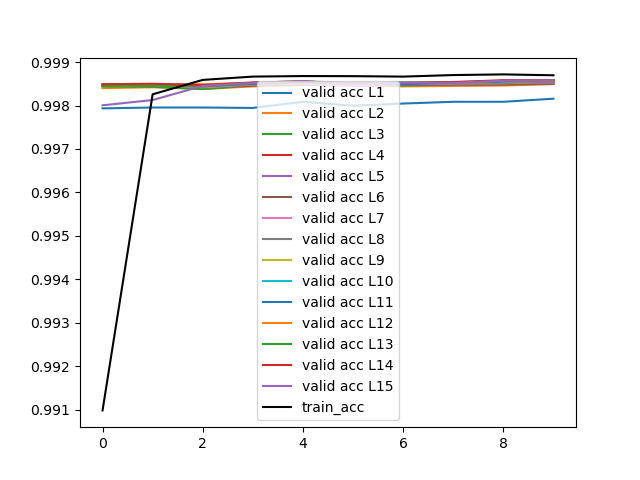 0.999
0.998
0.997
0.996
0.995
0.994
0.993
0.992
0.991
0
2
4
6
8
valid acc L1
valid acc L2
valid acc L3
valid acc L4
valid acc L5
valid acc L6
valid acc L7
valid acc L8
valid acc L9
valid acc L10
valid acc L11
valid acc L12
valid acc L13
valid acc L14
valid acc L15
train_acc